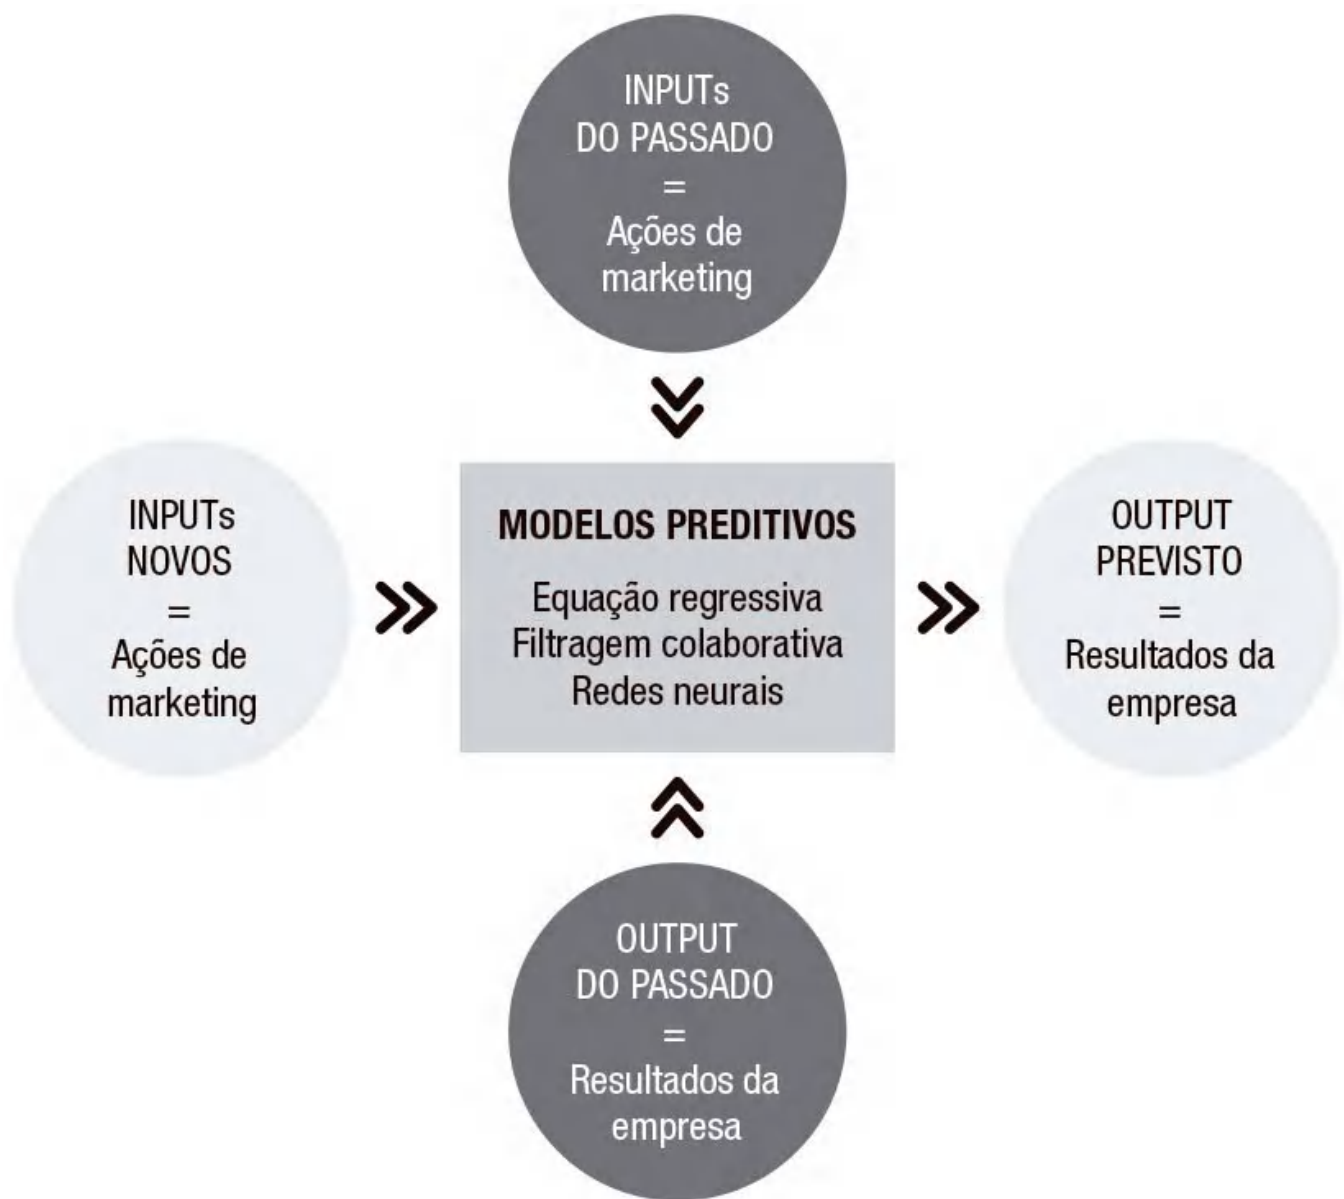 INPUTs
DO PASSADO
=
Ações de
marketing
INPUTs
NOVOS
=
Ações de
marketing
MODELOS PREDITIVOS
Equação regressiva
Filtragem colaborativa
Redes neurais
OUTPUT
PREVISTO
=
Resultados da
empresa
OUTPUT
DO PASSADO
=
Resultados da
empresa